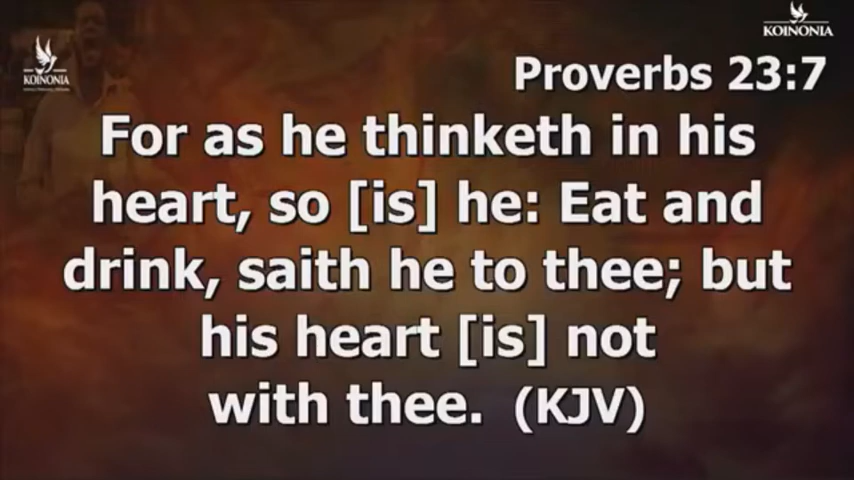 KOINONIA
KOINONIA
Proverbs 23:7
For as he thinketh in his
heart, so [is] he: Eat and
drink, saith he to thee; but
his heart [is] not
with thee. (KJV)